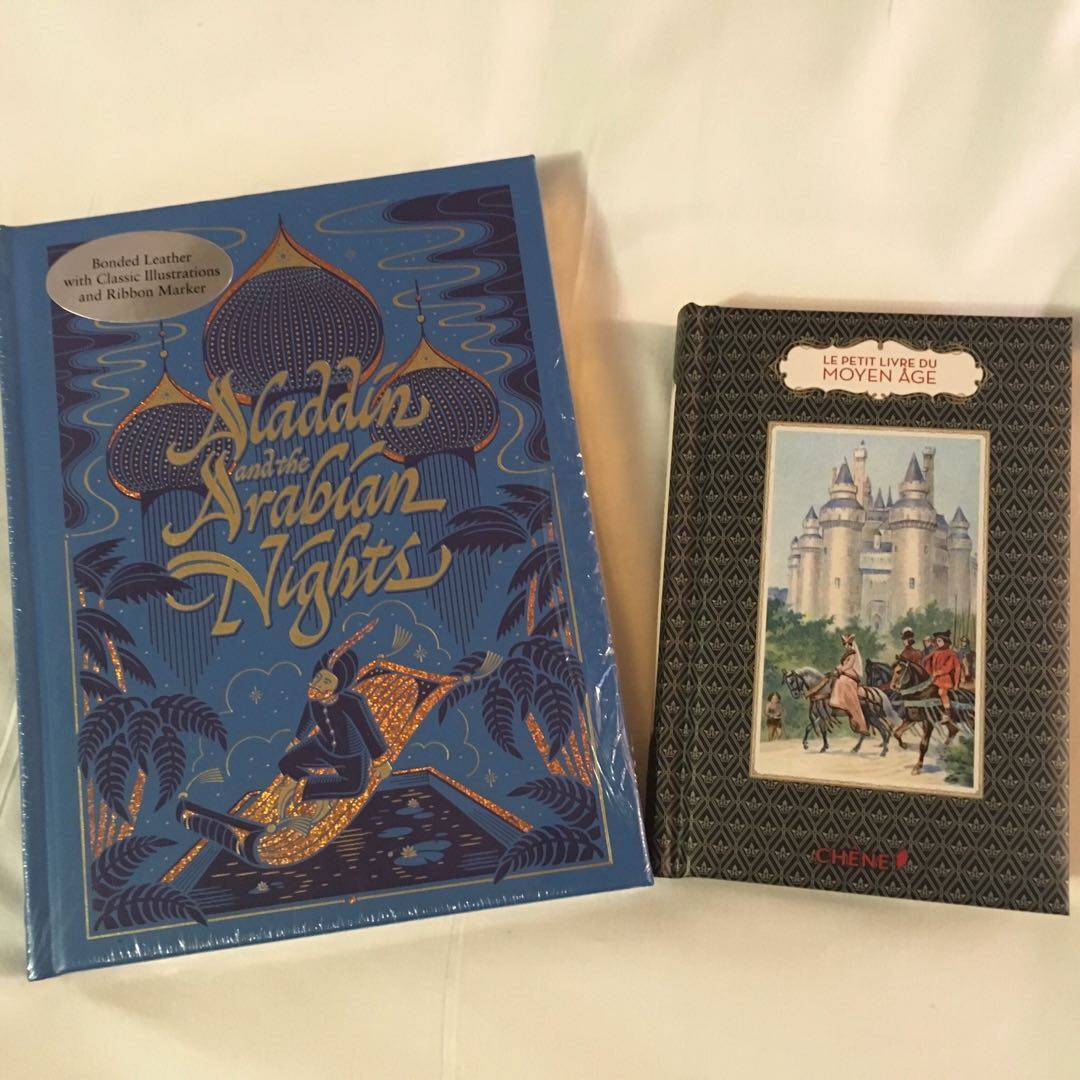 Bonded Leather
with Classic Illustrations
and Ribbon Marker
Aladdin
and the
Arabian
Nights
LE PETIT LIVRE DU
MOYEN ÂGE
CHÊNE